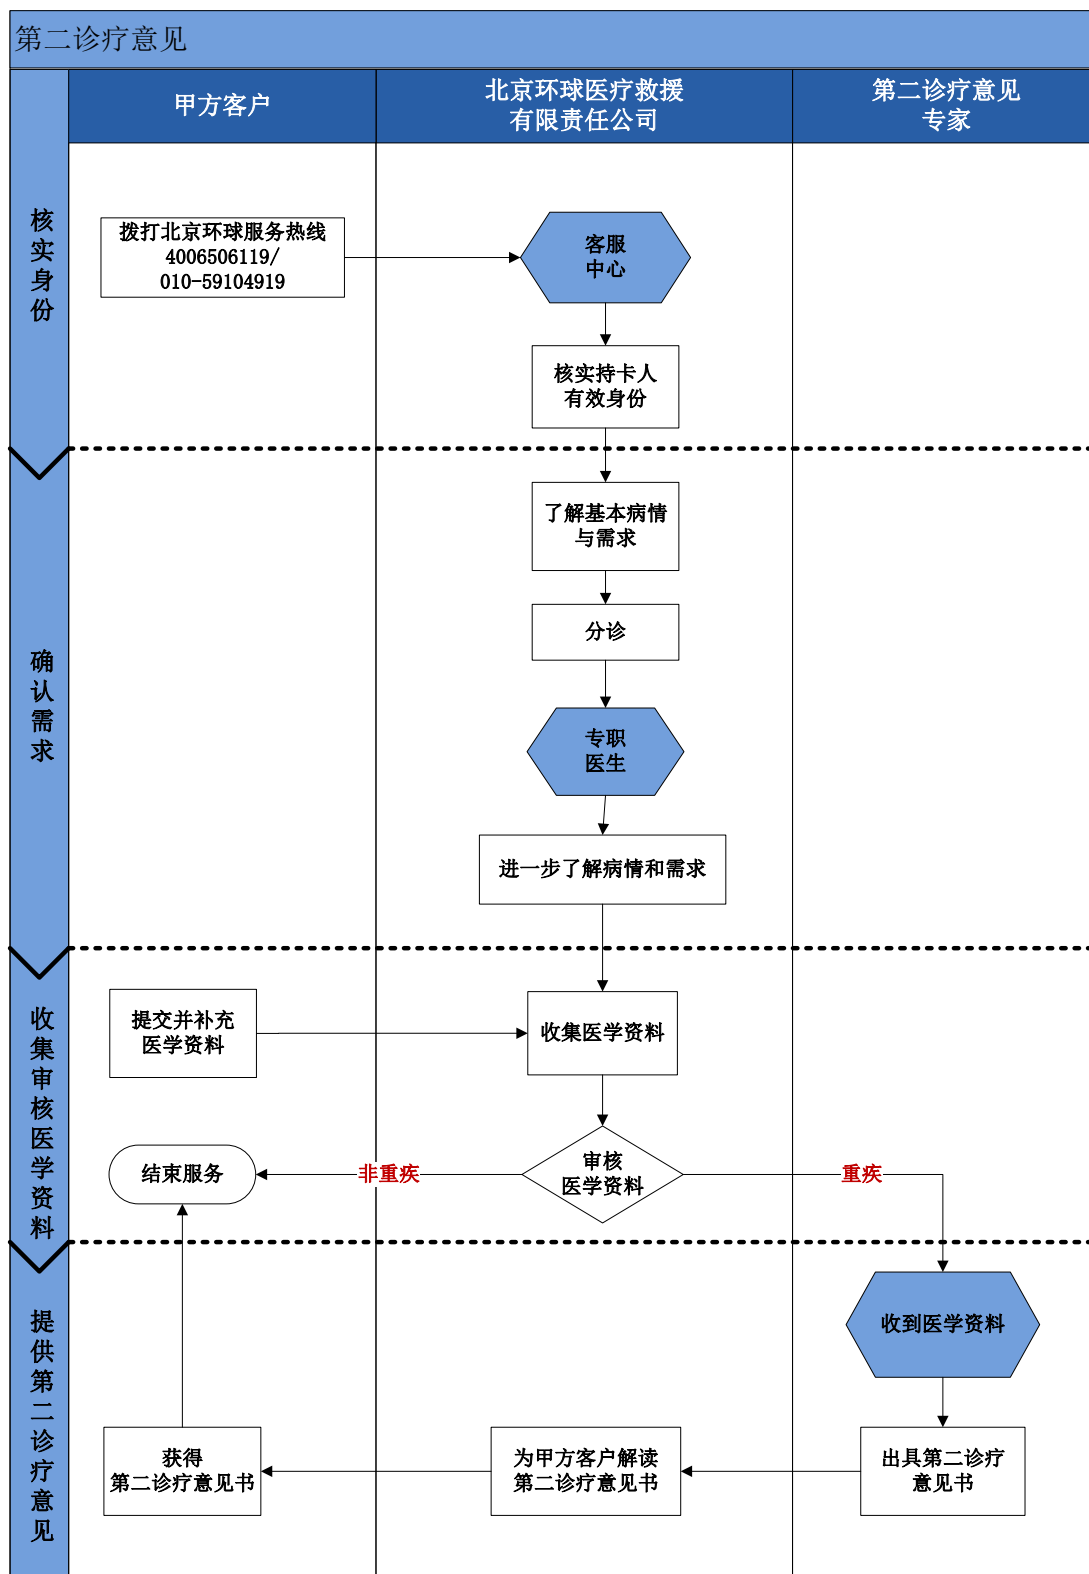 第二诊疗意见
甲方客户
北京环球医疗救援
有限责任公司
第二诊疗意见
专家
核实身份
拨打北京环球服务热线
4006506119/
010-59104919
客服
中心
核实持卡人
有效身份
确认需求
了解基本病情
与需求
分诊
专职
医生
进一步了解病情和需求
收集审核医学资料
提交并补充
医学资料
收集医学资料
审核
医学资料
非重疾
重疾
结束服务
提供第二诊疗意见
收到医学资料
出具第二诊疗
意见书
为甲方客户解读
第二诊疗意见书
获得
第二诊疗意见书